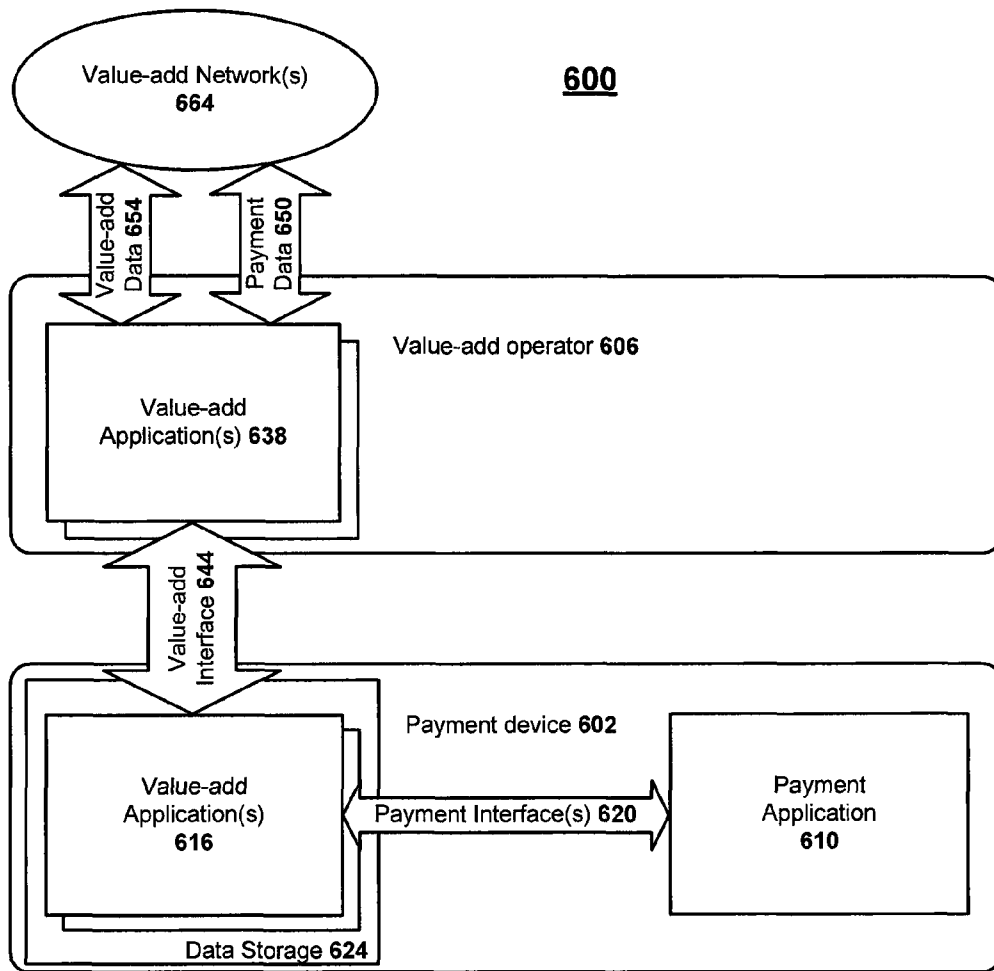 Value-add Network(s)
664
600
Value-add
Data 654
Payment
Data 650
Value-add operator 606
Value-add
Application(s) 638
Value-add
Interface 644
Payment device 602
Value-add
Application(s)
616
Payment Interface(s) 620
Payment
Application
610
Data Storage 624